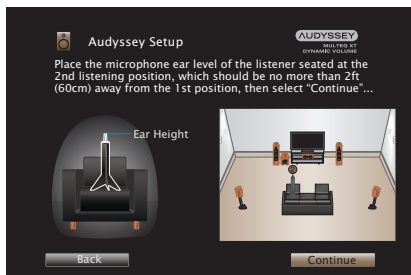 Audyssey Setup
AUDYSSEY
MULTEQ XT
DYNAMIC VOLUME
Place the microphone ear level of the listener seated at the
2nd listening position, which should be no more than 2ft
(60cm) away from the 1st position, then select “Continue”...
Ear Height
Back
Continue